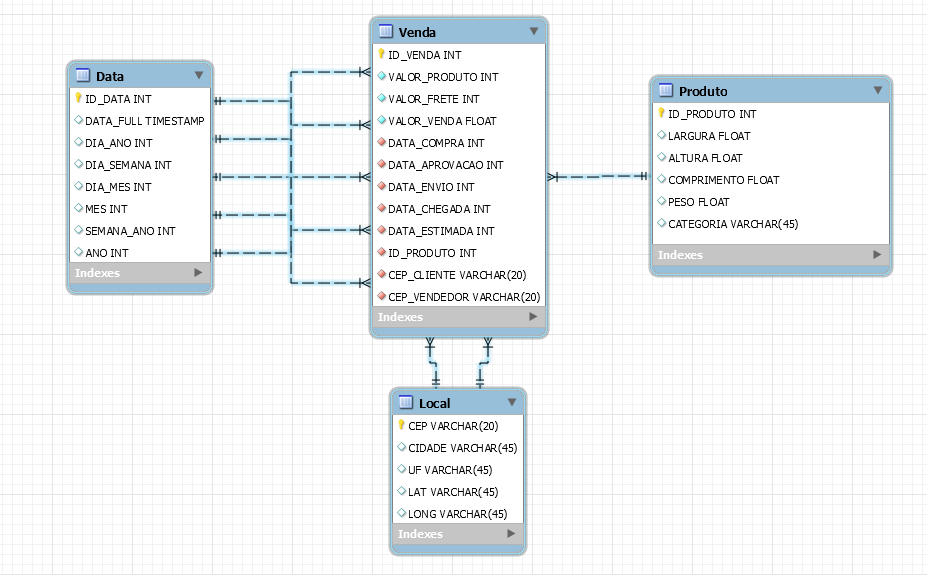 Data
ID_DATA INT
DATA_FULL TIMESTAMP
DIA_ANO INT
DIA_SEMANA INT
DIA_MES INT
MES INT
SEMANA_ANO INT
ANO INT
Indexes
Venda
ID_VENDA INT
VALOR_PRODUTO INT
VALOR_FRETE INT
VALOR_VENDA FLOAT
DATA_COMPRA INT
DATA_APROVACAO INT
DATA_ENVIO INT
DATA_CHEGADA INT
DATA_ESTIMADA INT
ID_PRODUTO INT
CEP_CLIENTE VARCHAR(20)
CEP_VENDEDOR VARCHAR(20)
Indexes
Produto
ID_PRODUTO INT
LARGURA FLOAT
ALTURA FLOAT
COMPRIMENTO FLOAT
PESO FLOAT
CATEGORIA VARCHAR(45)
Indexes
Local
CEP VARCHAR(20)
CIDADE VARCHAR(45)
UF VARCHAR(45)
LAT VARCHAR(45)
LONG VARCHAR(45)
Indexes